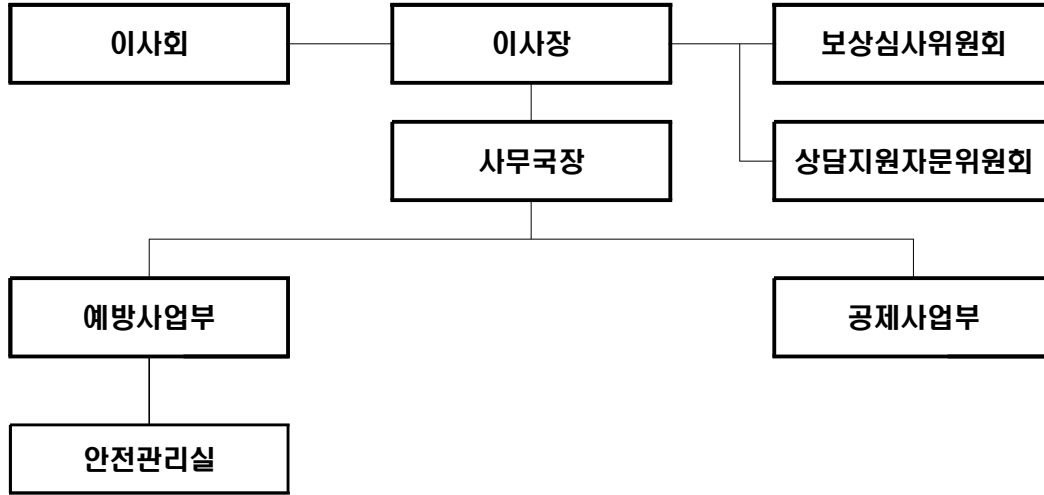 이사회
이사장
보상심사위원회
사무국장
상담지원자문위원회
예방사업부
공제사업부
안전관리실